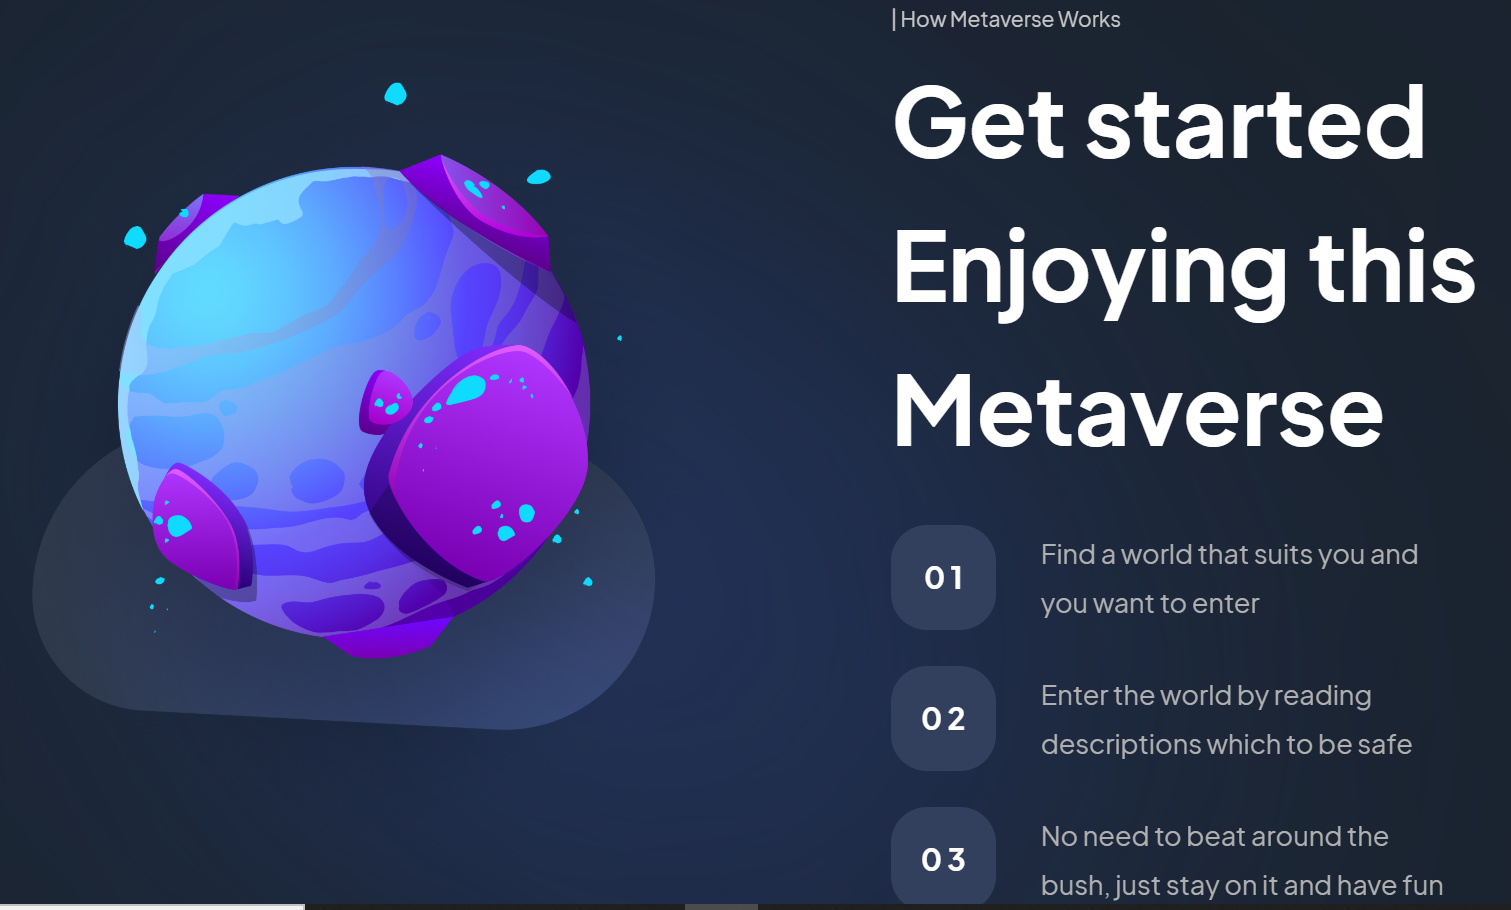 | How Metaverse Works
Get started
Enjoying this
Metaverse
01
Find a world that suits you and
you want to enter
02
Enter the world by reading
descriptions which to be safe
03
No need to beat around the
bush, just stay on it and have fun